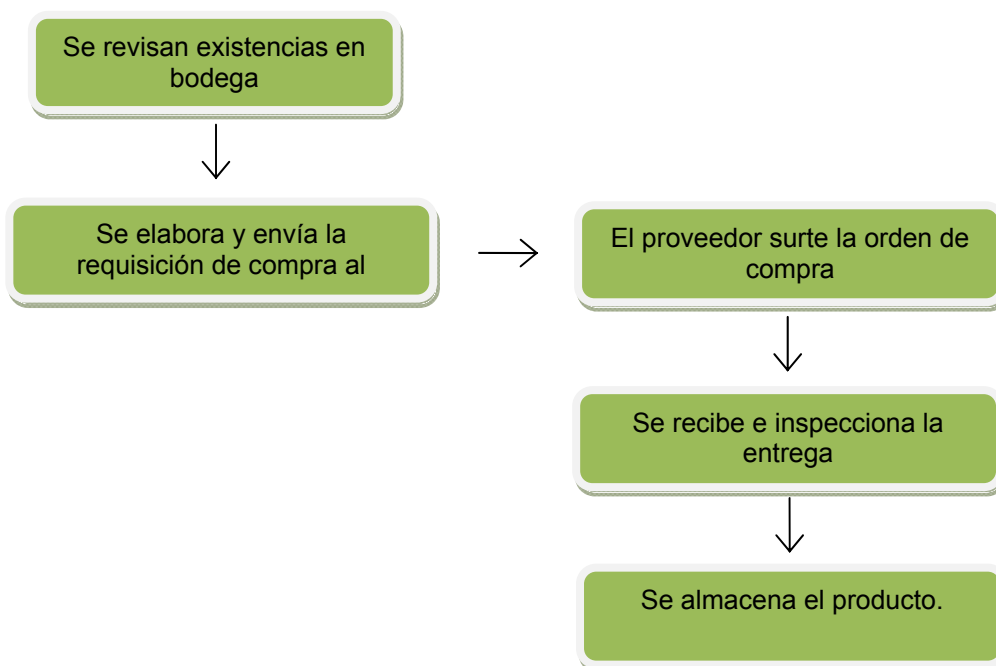 Se revisan existencias en
bodega
Se elabora y envía la
requisición de compra al
El proveedor surte la orden de
compra
Se recibe e inspecciona la
entrega
Se almacena el producto.